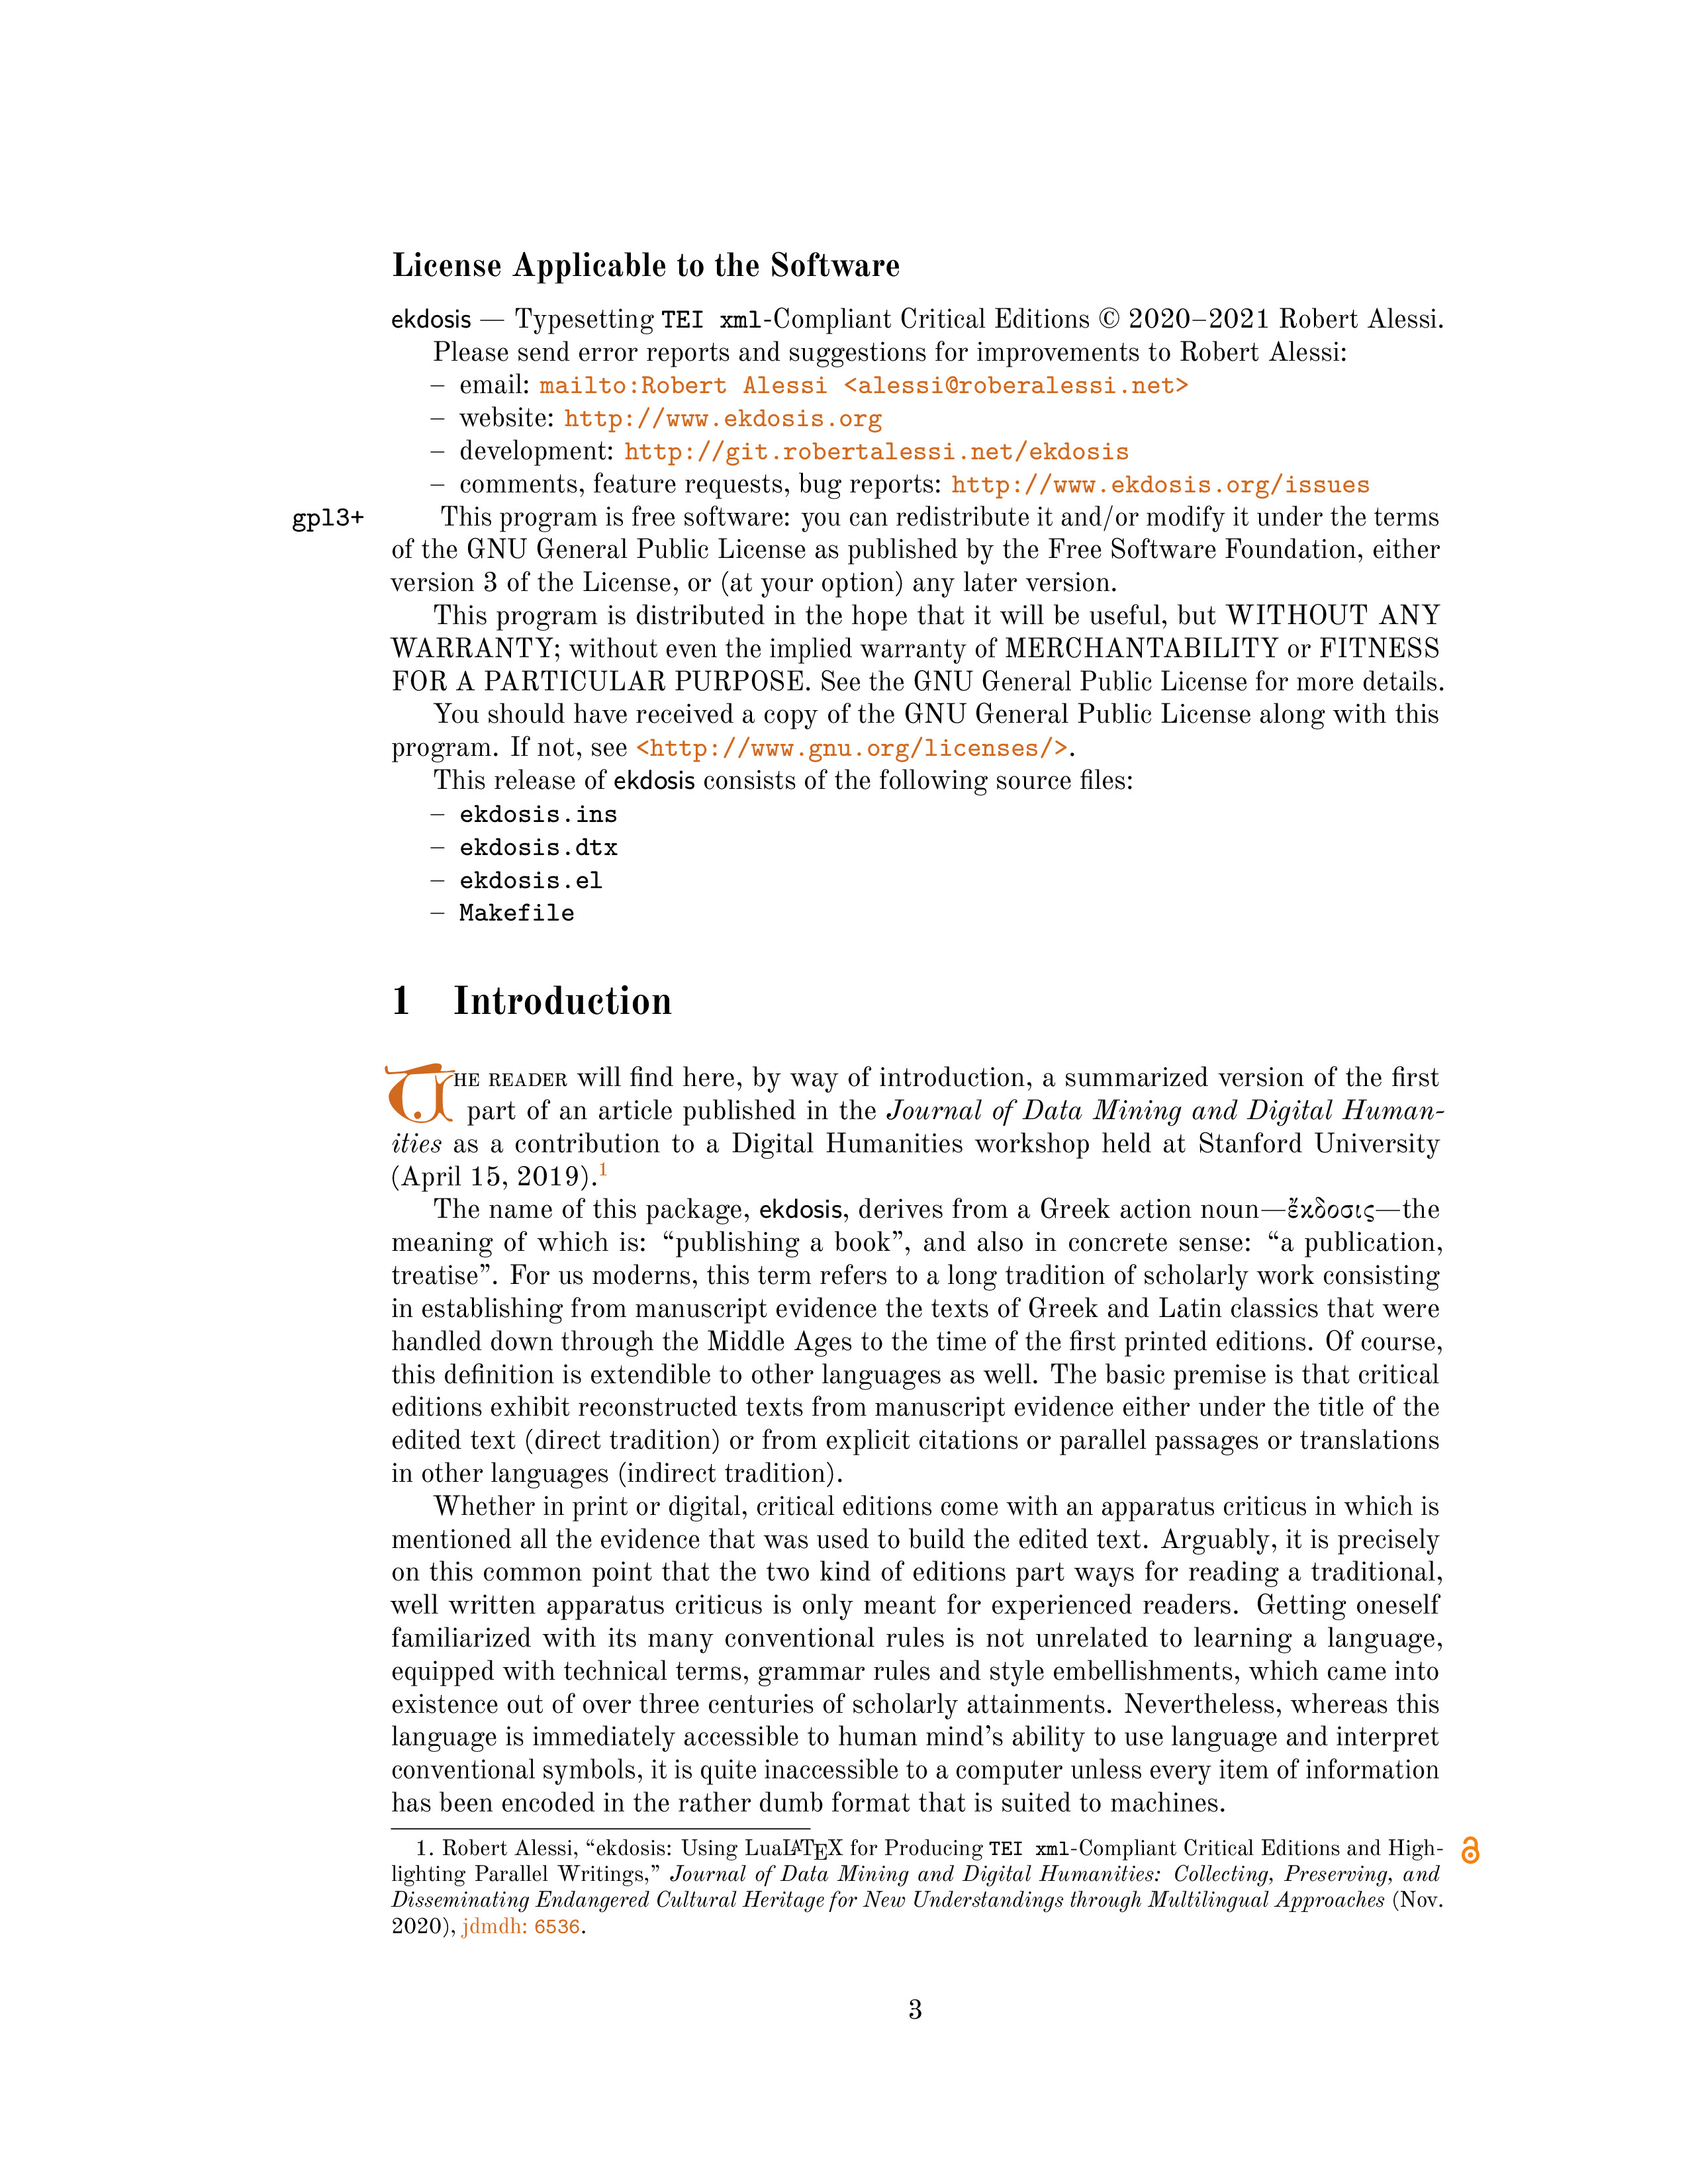 License Applicable to the Software
ekdosis — Typesetting TEI xml-Compliant Critical Editions © 2020–2021 Robert Alessi.
Please send error reports and suggestions for improvements to Robert Alessi:
– email: mailto:Robert Alessi <alessi@roberalessi.net>
– website: http://www.ekdosis.org
– development: http://git.robertalessi.net/ekdosis
– comments, feature requests, bug reports: http://www.ekdosis.org/issues
gpl3+ This program is free software: you can redistribute it and/or modify it under the terms
of the GNU General Public License as published by the Free Software Foundation, either
version 3 of the License, or (at your option) any later version.
This program is distributed in the hope that it will be useful, but WITHOUT ANY
WARRANTY; without even the implied warranty of MERCHANTABILITY or FITNESS
FOR A PARTICULAR PURPOSE. See the GNU General Public License for more details.
You should have received a copy of the GNU General Public License along with this
program. If not, see <http://www.gnu.org/licenses/>.
This release of ekdosis consists of the following source files:
– ekdosis.ins
– ekdosis.dtx
– ekdosis.el
– Makefile
1 Introduction
THE READER will find here, by way of introduction, a summarized version of the first
part of an article published in the Journal of Data Mining and Digital Human-
ities as a contribution to a Digital Humanities workshop held at Stanford University
(April 15, 2019).1
The name of this package, ekdosis, derives from a Greek action noun—ἔκδοσις—the
meaning of which is: “publishing a book”, and also in concrete sense: “a publication,
treatise”. For us moderns, this term refers to a long tradition of scholarly work consisting
in establishing from manuscript evidence the texts of Greek and Latin classics that were
handled down through the Middle Ages to the time of the first printed editions. Of course,
this definition is extendible to other languages as well. The basic premise is that critical
editions exhibit reconstructed texts from manuscript evidence either under the title of the
edited text (direct tradition) or from explicit citations or parallel passages or translations
in other languages (indirect tradition).
Whether in print or digital, critical editions come with an apparatus criticus in which is
mentioned all the evidence that was used to build the edited text. Arguably, it is precisely
on this common point that the two kind of editions part ways for reading a traditional,
well written apparatus criticus is only meant for experienced readers. Getting oneself
familiarized with its many conventional rules is not unrelated to learning a language,
equipped with technical terms, grammar rules and style embellishments, which came into
existence out of over three centuries of scholarly attainments. Nevertheless, whereas this
language is immediately accessible to human mind’s ability to use language and interpret
conventional symbols, it is quite inaccessible to a computer unless every item of information
has been encoded in the rather dumb format that is suited to machines.
1. Robert Alessi, “ekdosis: Using LuaLATEX for Producing TEI xml-Compliant Critical Editions and High-
lighting Parallel Writings,” Journal of Data Mining and Digital Humanities: Collecting, Preserving, and
Disseminating Endangered Cultural Heritage for New Understandings through Multilingual Approaches (Nov.
2020), jdmdh: 6536.
3